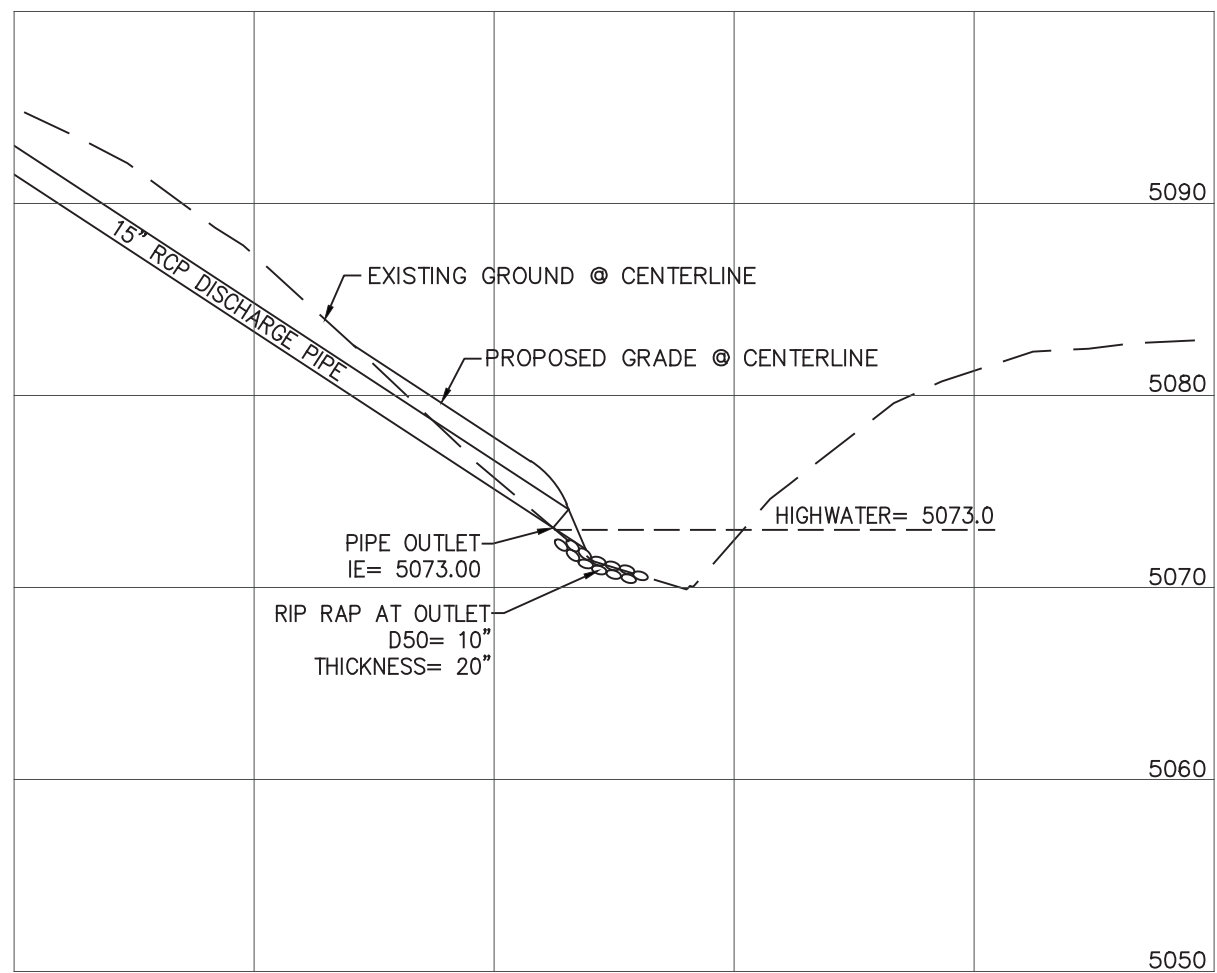 5090
15” RCP DISCHARGE PIPE
EXISTING GROUND @ CENTERLINE
PROPOSED GRADE @ CENTERLINE
5080
HIGHWATER= 5073.0
PIPE OUTLET
IE= 5073.00
5070
RIP RAP AT OUTLET
D50= 10”
THICKNESS= 20”
5060
5050